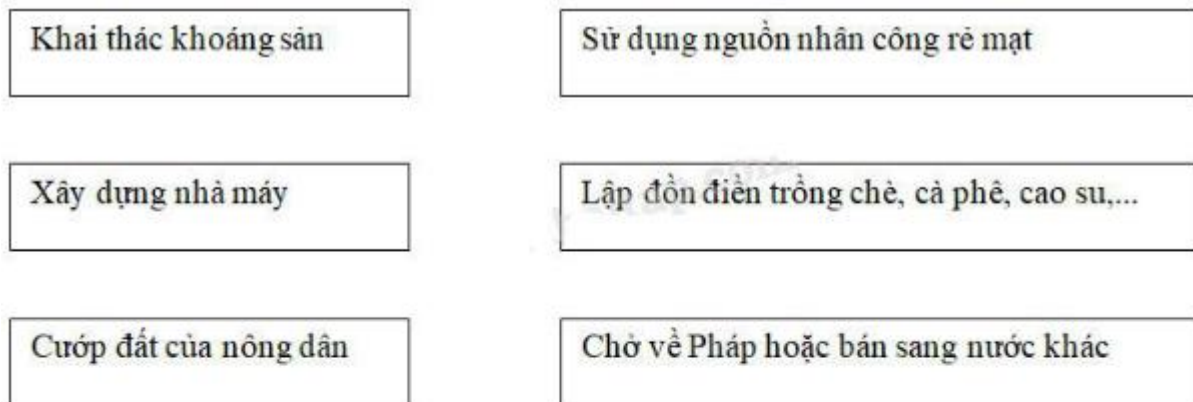 Khai thác khoáng sản
Sử dụng nguồn nhân công rẻ mạt
Xây dựng nhà máy
Lập đồn điền trồng chè, cà phê, cao su,...
Cướp đất của nông dân
Chở về Pháp hoặc bán sang nước khác